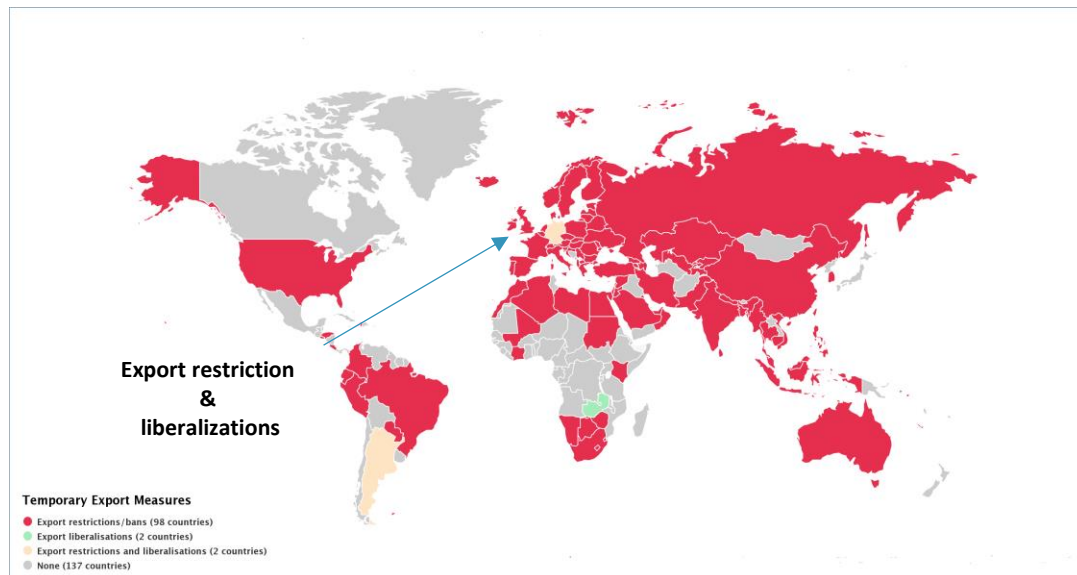 Export restriction
&
liberalizations
Temporary Export Measures
Export restrictions/bans (98 countries)
Export liberalisations (2 countries)
Export restrictions and liberalisations (2 countries)
None (137 countries)